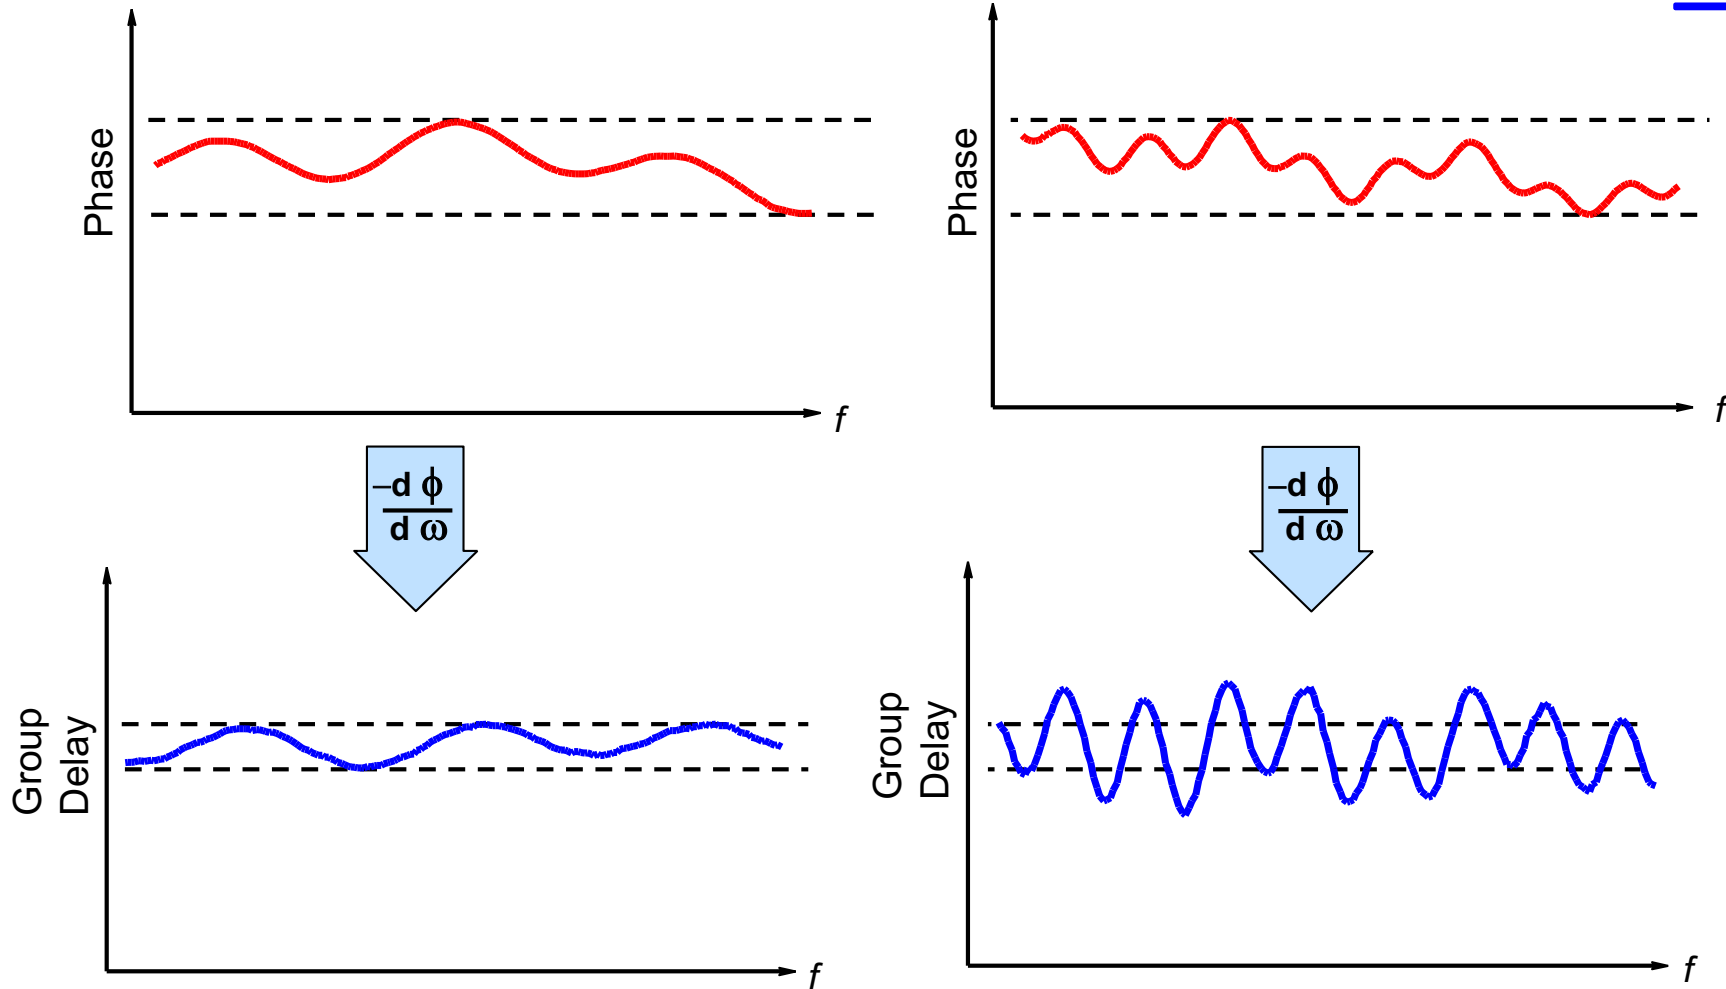 Phase
f
Phase
f
–d ϕ
d ω
–d ϕ
d ω
Group
Delay
f
Group
Delay
f